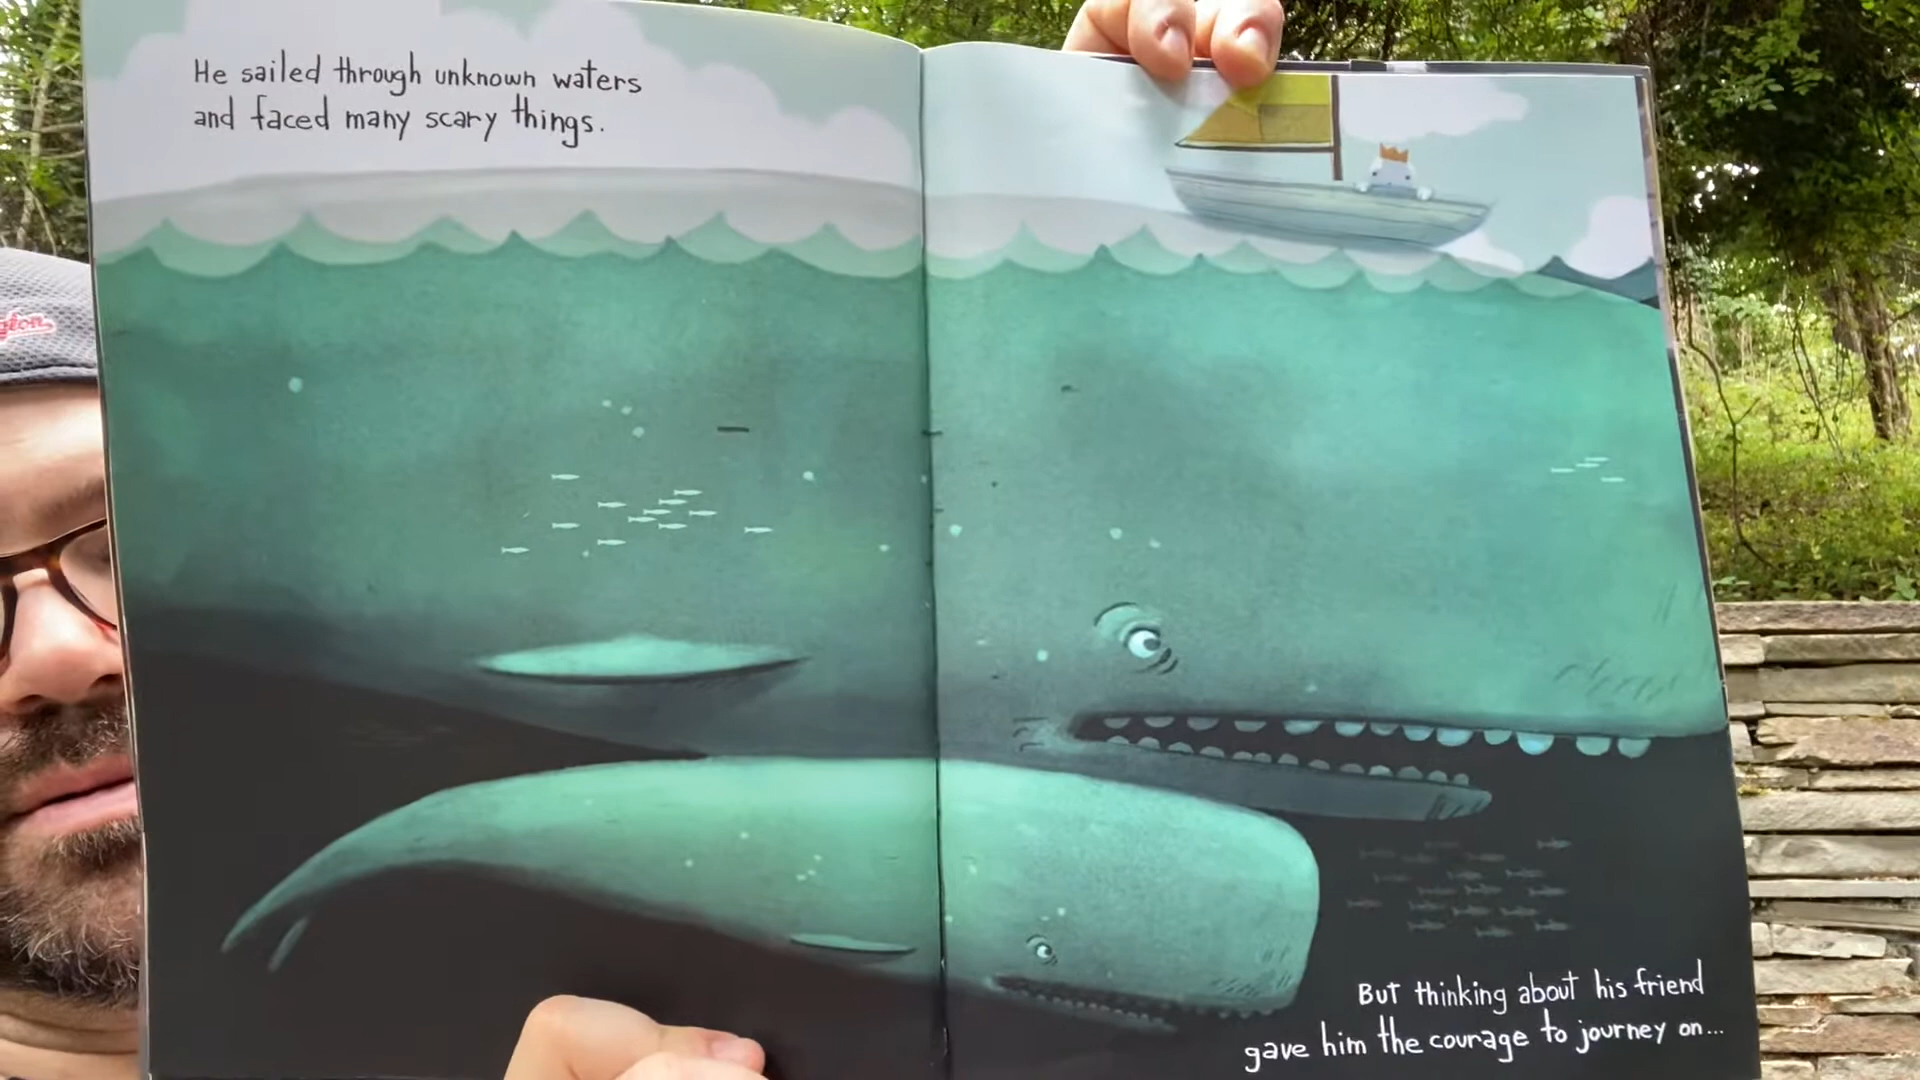 He sailed through unknown waters
and faced many scary things.
But thinking about his friend
gave him the courage to journey on...